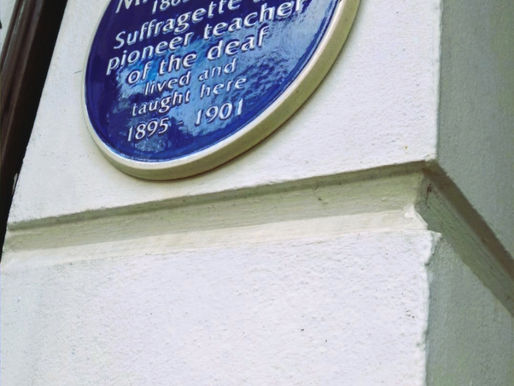 Suffragette
pioneer teacher
of the deaf
lived and
taught here
1895 - 1901